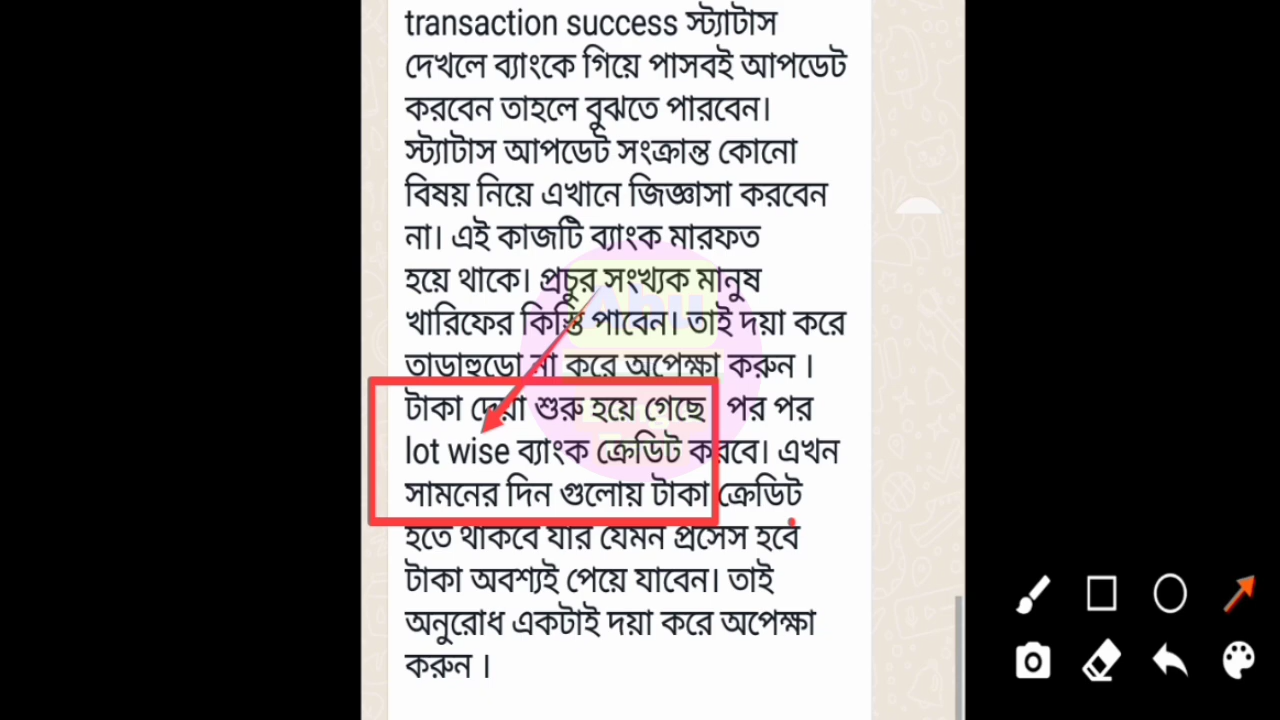 transaction success স্ট্যাটাস
দেখলে ব্যাংকে গিয়ে পাসবই আপডেট
করবেন তাহলে বুঝতে পারবেন।
স্ট্যাটাস আপডেট সংক্রান্ত কোনো
বিষয় নিয়ে এখানে জিজ্ঞাসা করবেন
না। এই কাজটি ব্যাংক মারফত
হয়ে থাকে। প্রচুর সংখ্যক মানুষ
খারিফের কিস্তি পাবেন। তাই দয়া করে
তাড়াহুড়ো না করে অপেক্ষা করুন ।
টাকা দেয়া শুরু হয়ে গেছে । পর পর
lot wise ব্যাংক ক্রেডিট করবে। এখন
সামনের দিন গুলোয় টাকা ক্রেডিট
হতে থাকবে যার যেমন প্রসেস হবে
টাকা অবশ্যই পেয়ে যাবেন। তাই
অনুরোধ একটাই দয়া করে অপেক্ষা
করুন ।
Abu